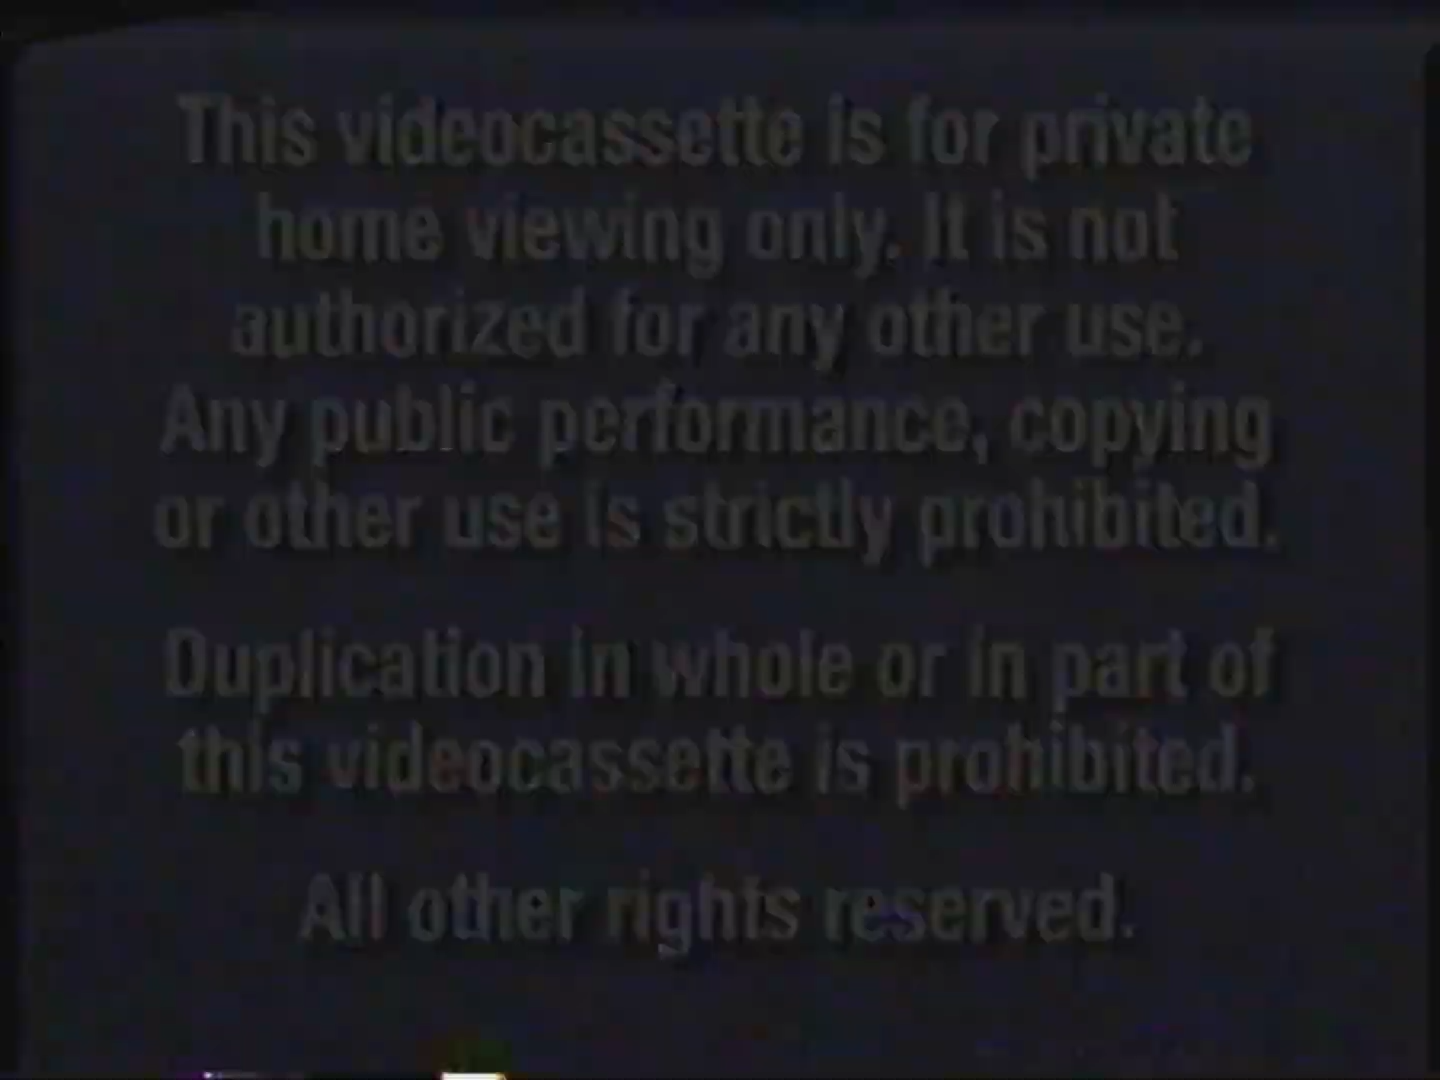 This videocassette is for private
home viewing only. It is not
authorized for any other use.
Any public performance, copying
or other use is strictly prohibited.
Duplication in whole or in part of
this videocassette is prohibited.
All other rights reserved.